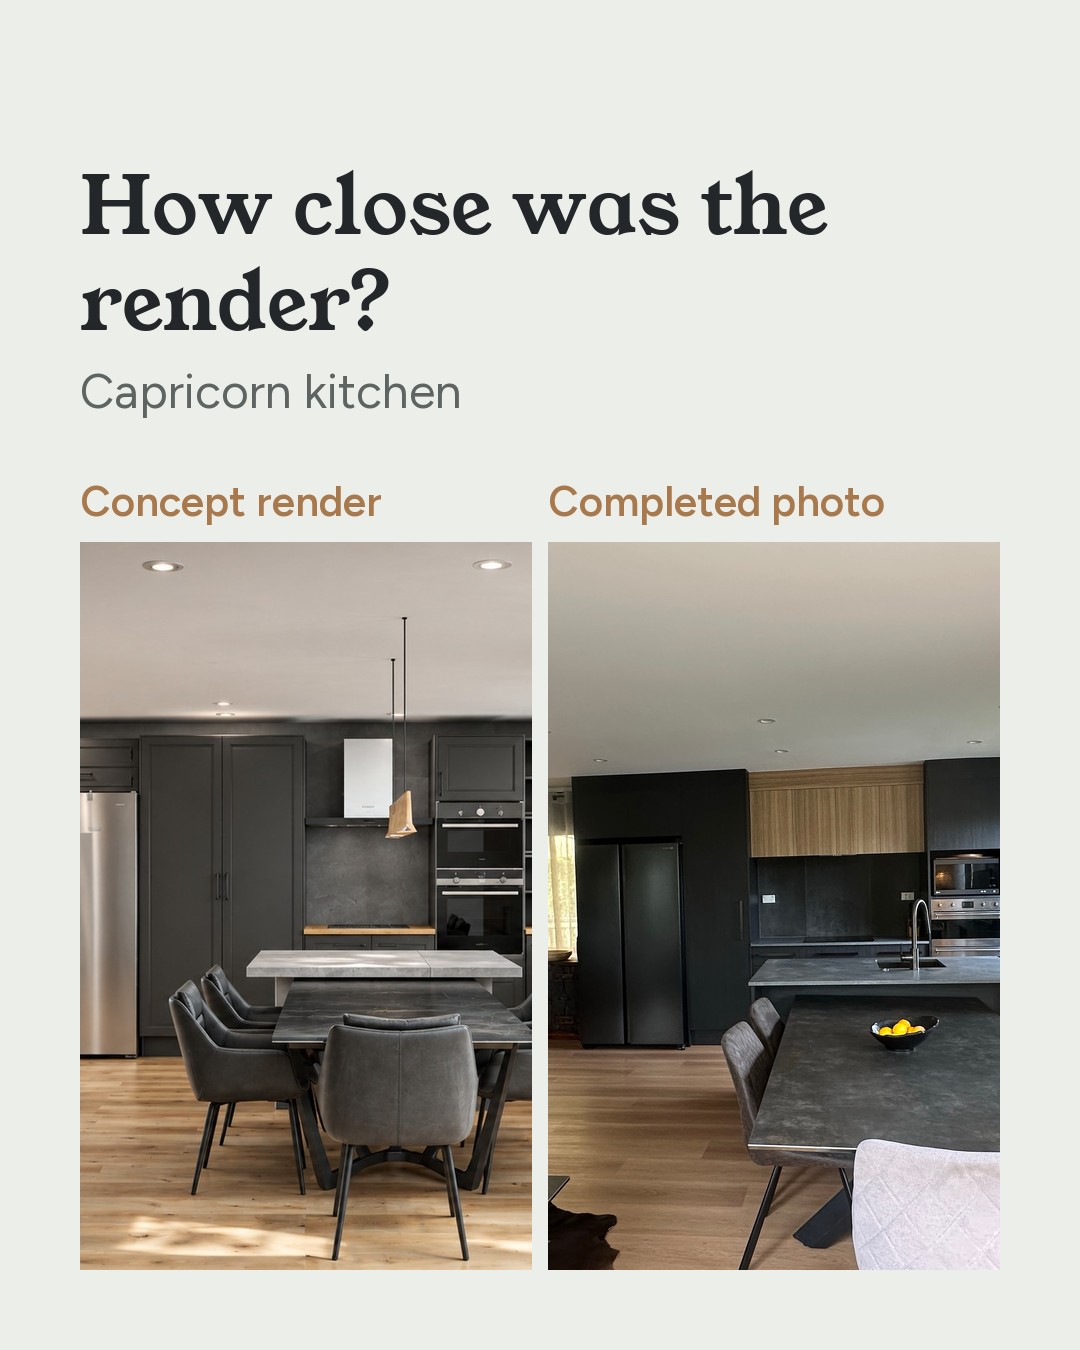 How close was the
render?
Capricorn kitchen
Concept render
Completed photo